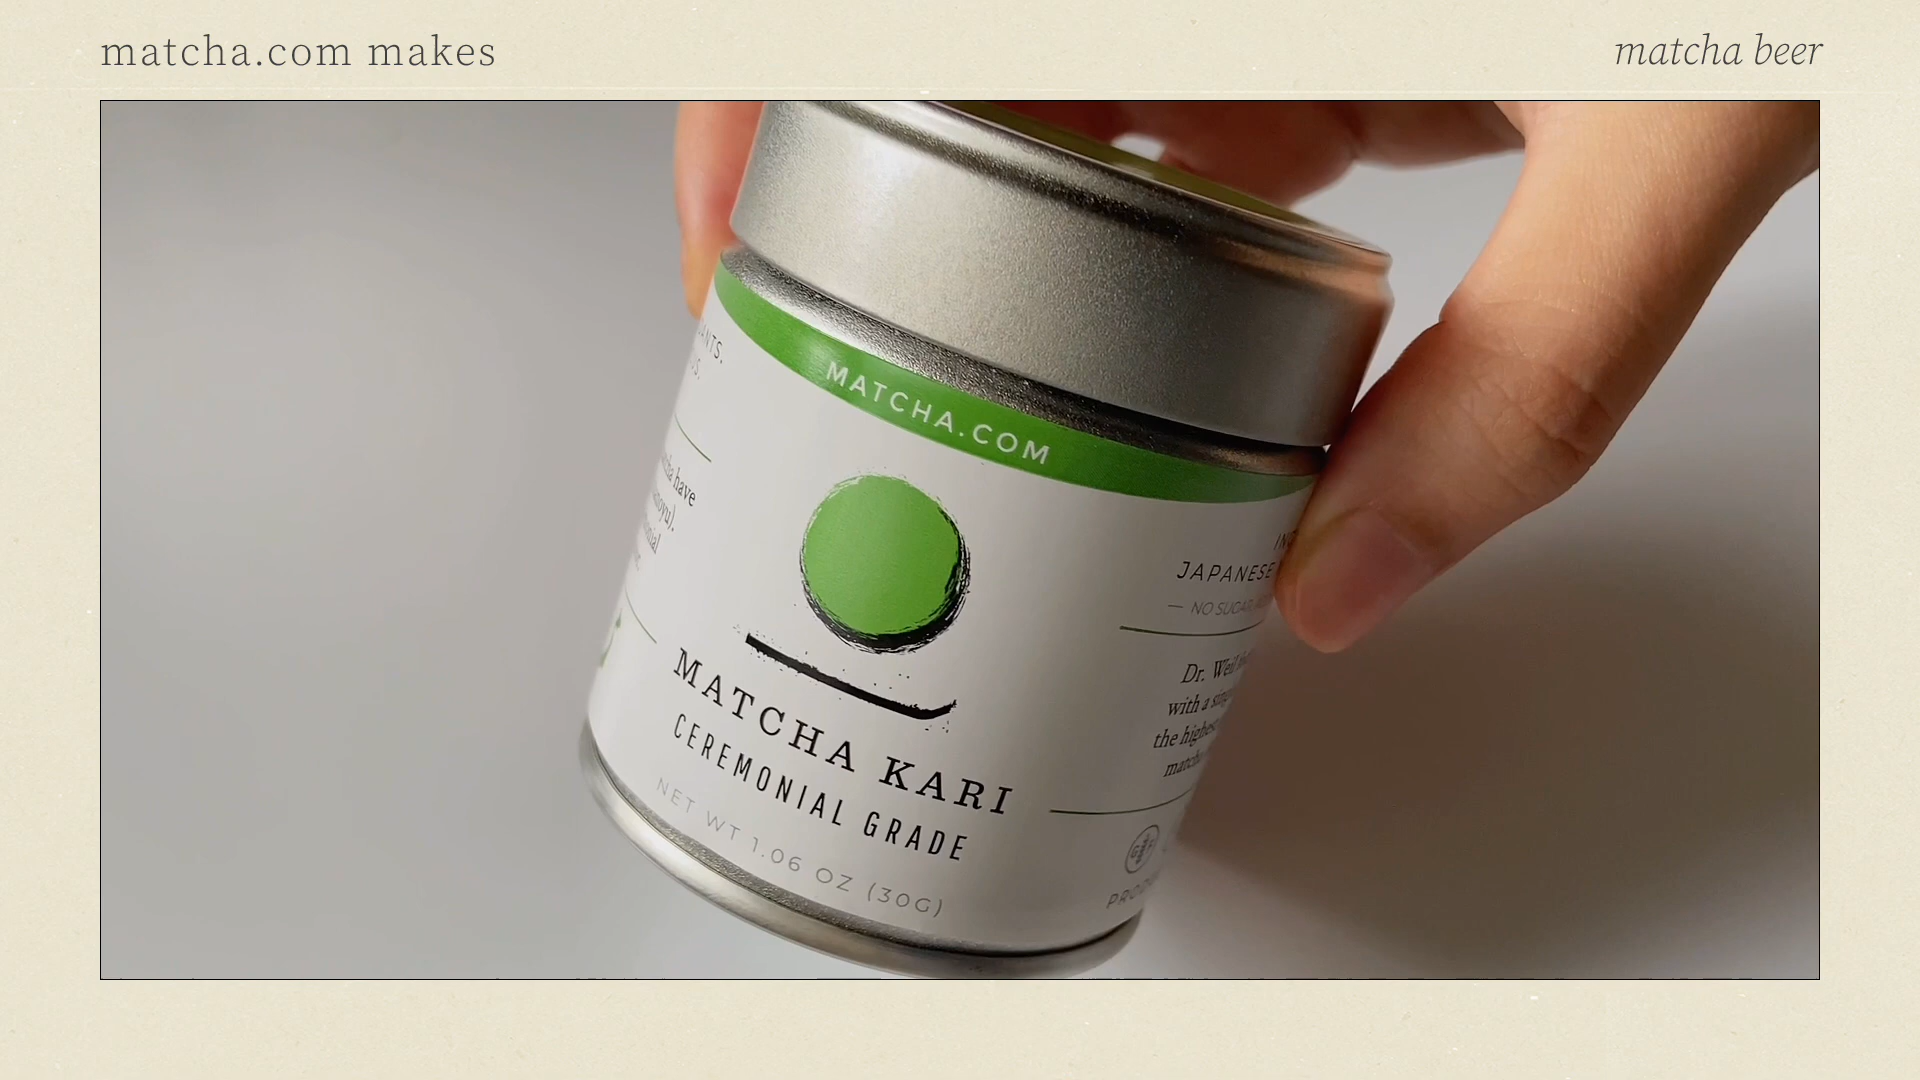 matcha.com makes
matcha beer
MATCHA.COM
MATCHA KARI
CEREMONIAL GRADE
NET WT 1.06 OZ (30G)
have
JAPANESE
— NO SUGAR
Dr. Weil
with a
the highest